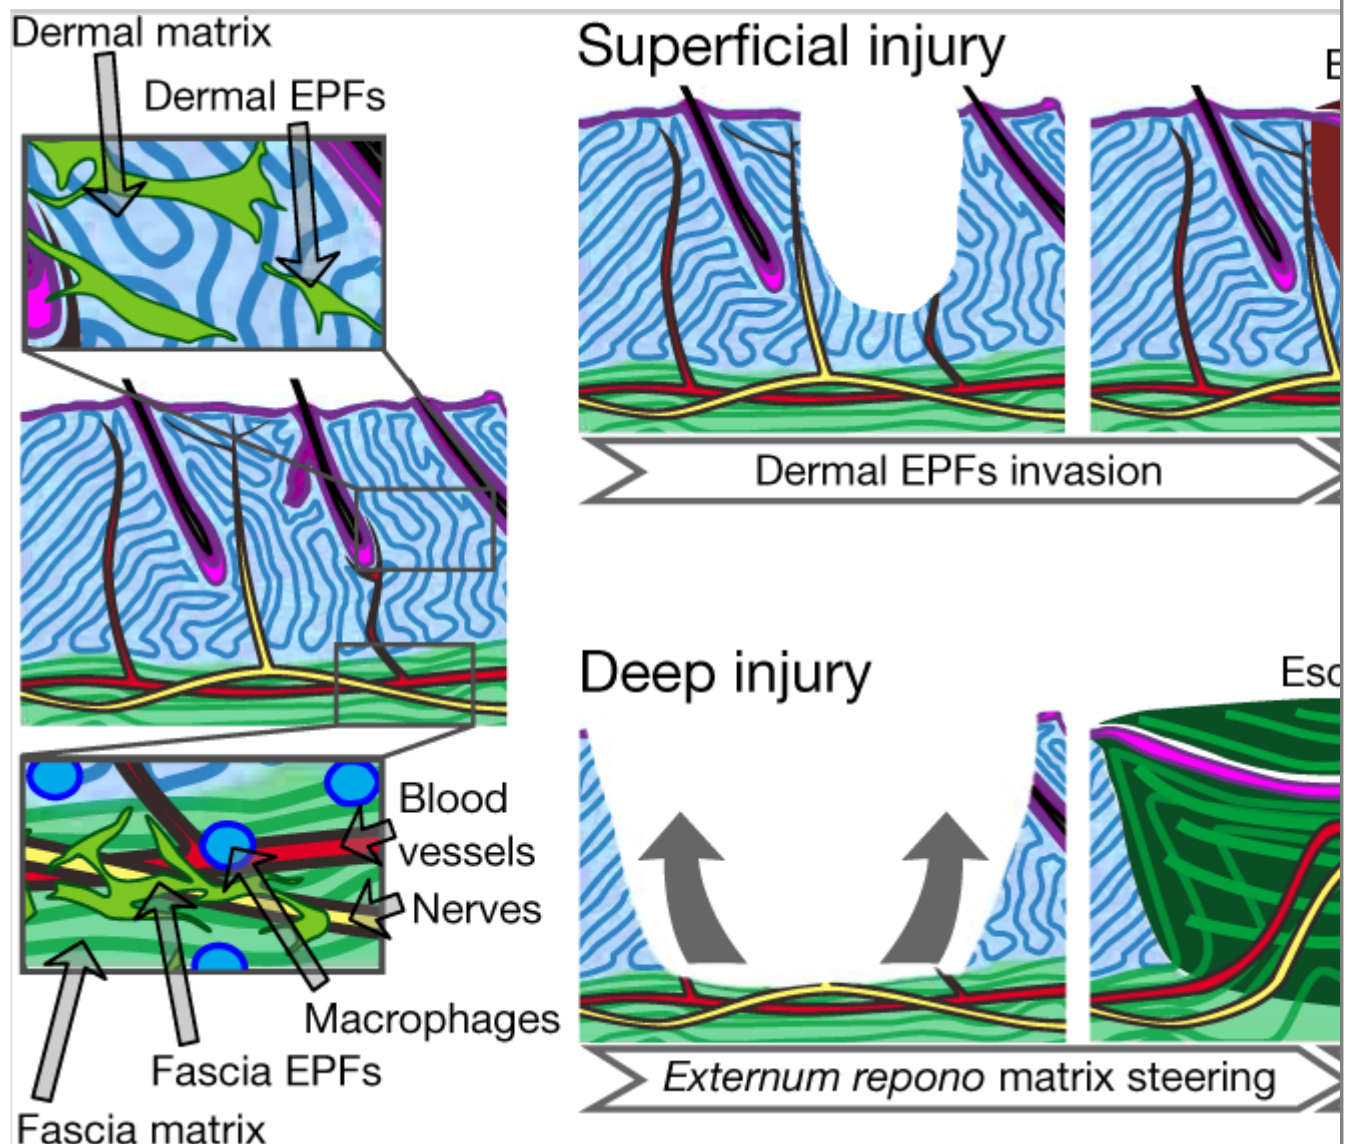 Dermal matrix
Dermal EPFs
Blood
vessels
Nerves
Macrophages
Fascia EPFs
Fascia matrix
Superficial injury
E
Dermal EPFs invasion
Deep injury
Esc
Externum repono matrix steering